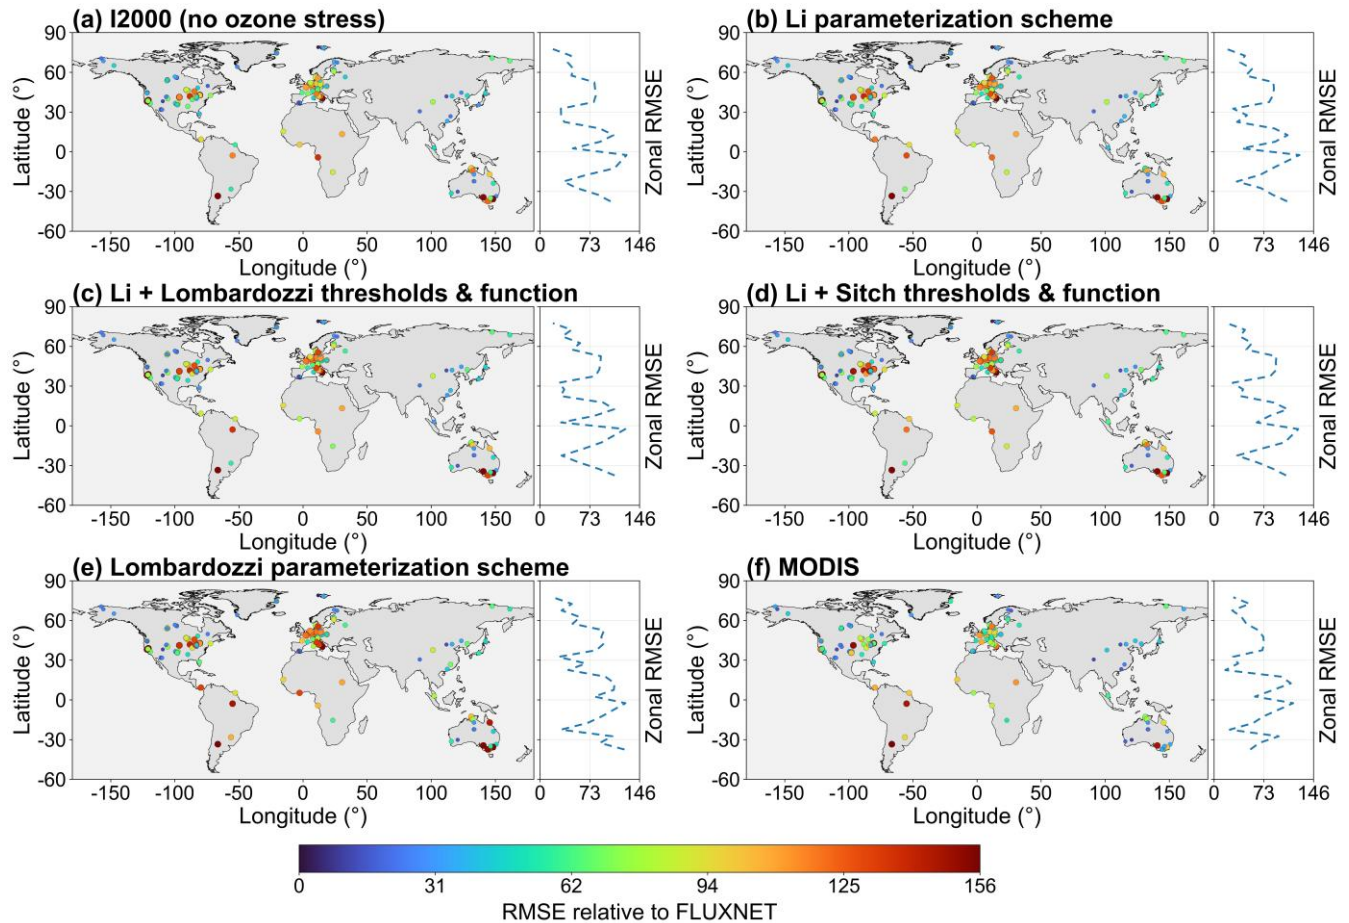 (a) I2000 (no ozone stress)
(b) Li parameterization scheme
90
60
30
0
-30
-60
Latitude (°)
-150 -100 -50 0 50 100 150
Longitude (°)
0 73 146
Zonal RMSE
90
60
30
0
-30
-60
Latitude (°)
-150 -100 -50 0 50 100 150
Longitude (°)
0 73 146
Zonal RMSE
(c) Li + Lombardozzi thresholds & function
(d) Li + Sitch thresholds & function
90
60
30
0
-30
-60
Latitude (°)
-150 -100 -50 0 50 100 150
Longitude (°)
0 73 146
Zonal RMSE
90
60
30
0
-30
-60
Latitude (°)
-150 -100 -50 0 50 100 150
Longitude (°)
0 73 146
Zonal RMSE
(e) Lombardozzi parameterization scheme
(f) MODIS
90
60
30
0
-30
-60
Latitude (°)
-150 -100 -50 0 50 100 150
Longitude (°)
0 73 146
Zonal RMSE
90
60
30
0
-30
-60
Latitude (°)
-150 -100 -50 0 50 100 150
Longitude (°)
0 73 146
Zonal RMSE
0 31 62 94 125 156
RMSE relative to FLUXNET